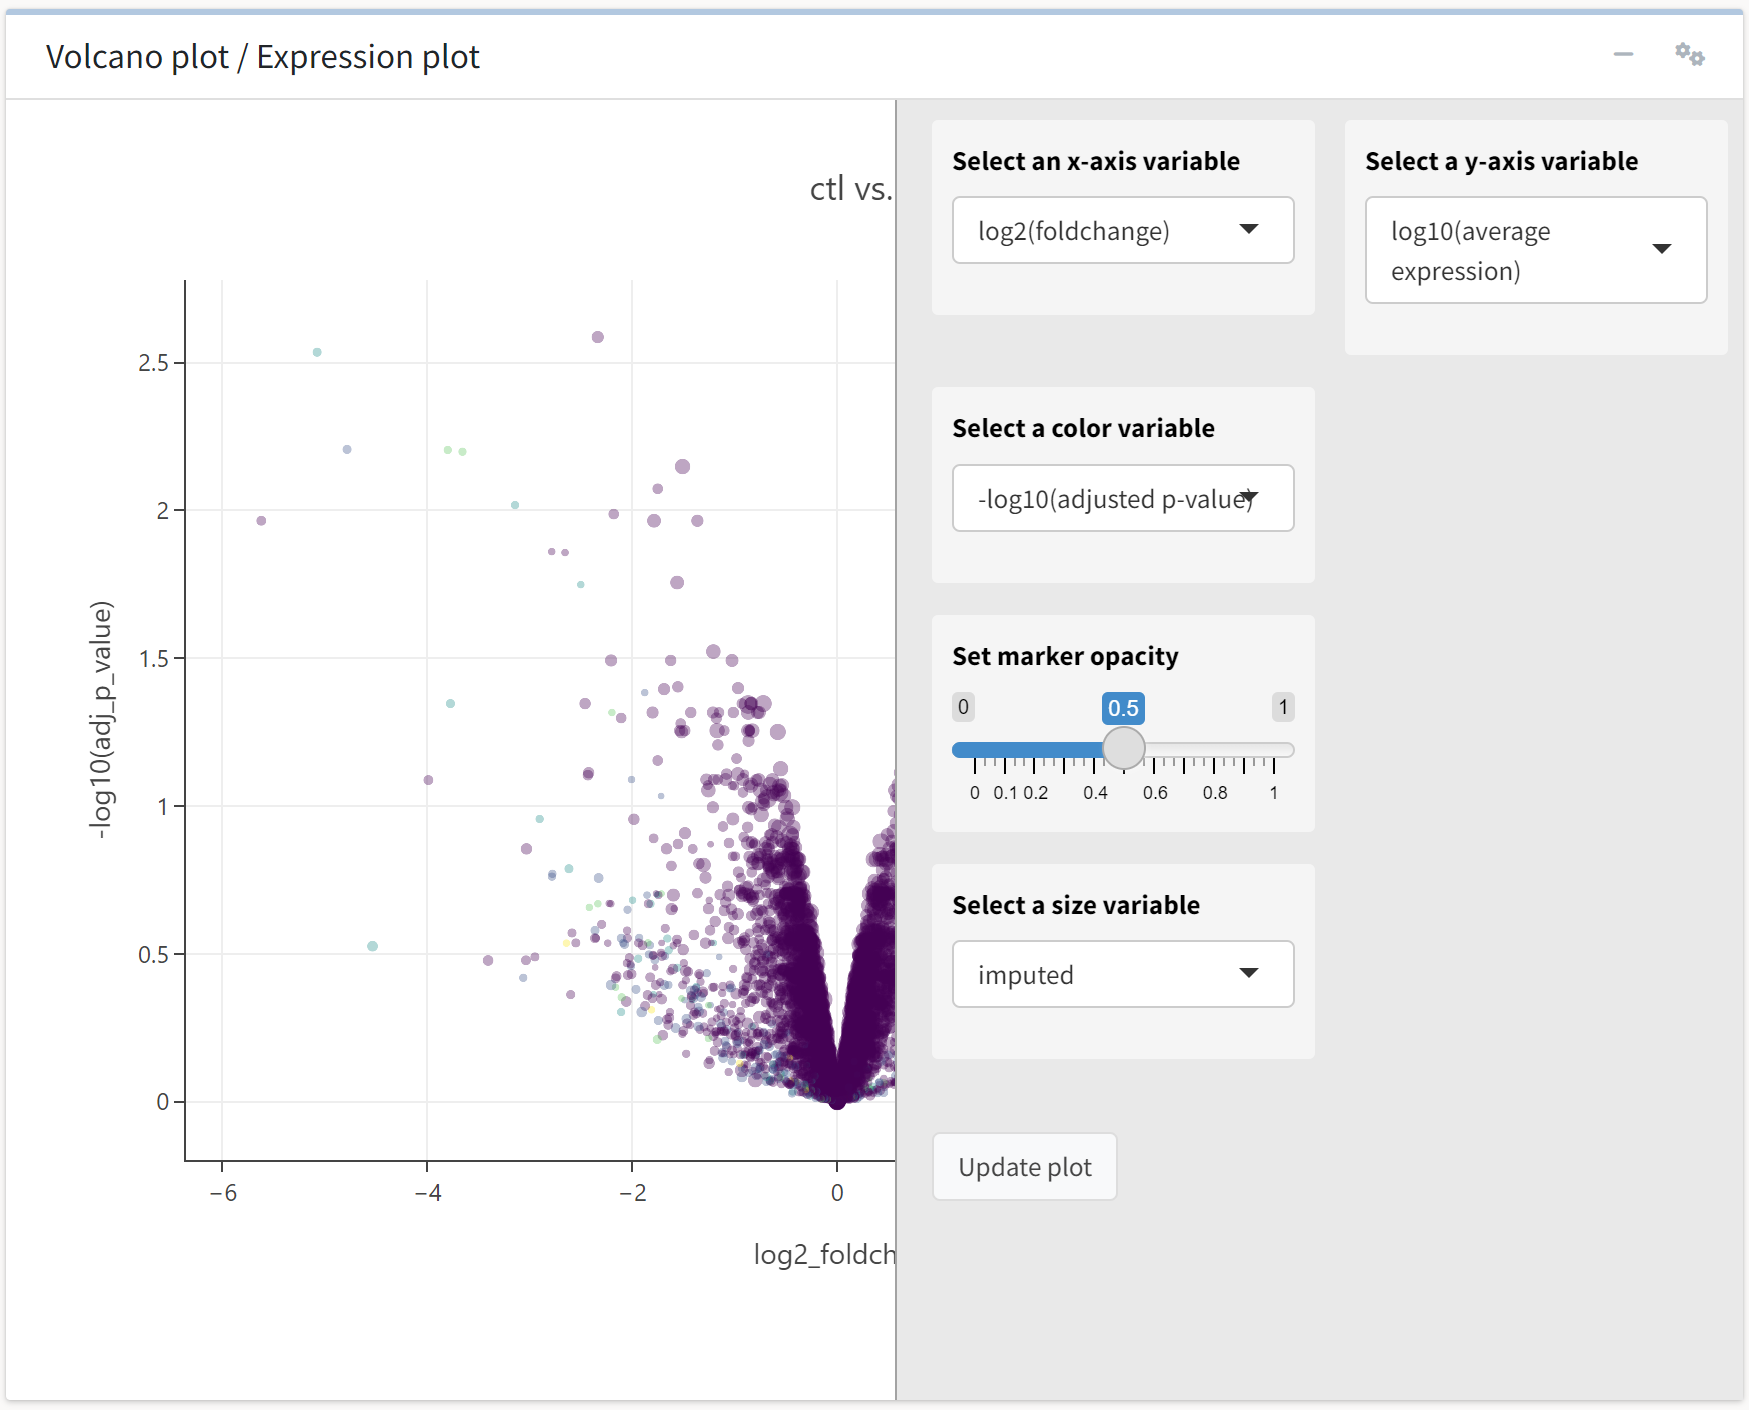 Volcano plot / Expression plot
ctl vs.
2.5
2
1.5
1
0.5
0
-log10(adj_p_value)
−6
−4
−2
0
log2_foldch
Select an x-axis variable
log2(foldchange)
Select a y-axis variable
log10(average
expression)
Select a color variable
-log10(adjusted p-value)
Set marker opacity
0
0.5
1
0 0.1 0.2 0.4 0.6 0.8 1
Select a size variable
imputed
Update plot